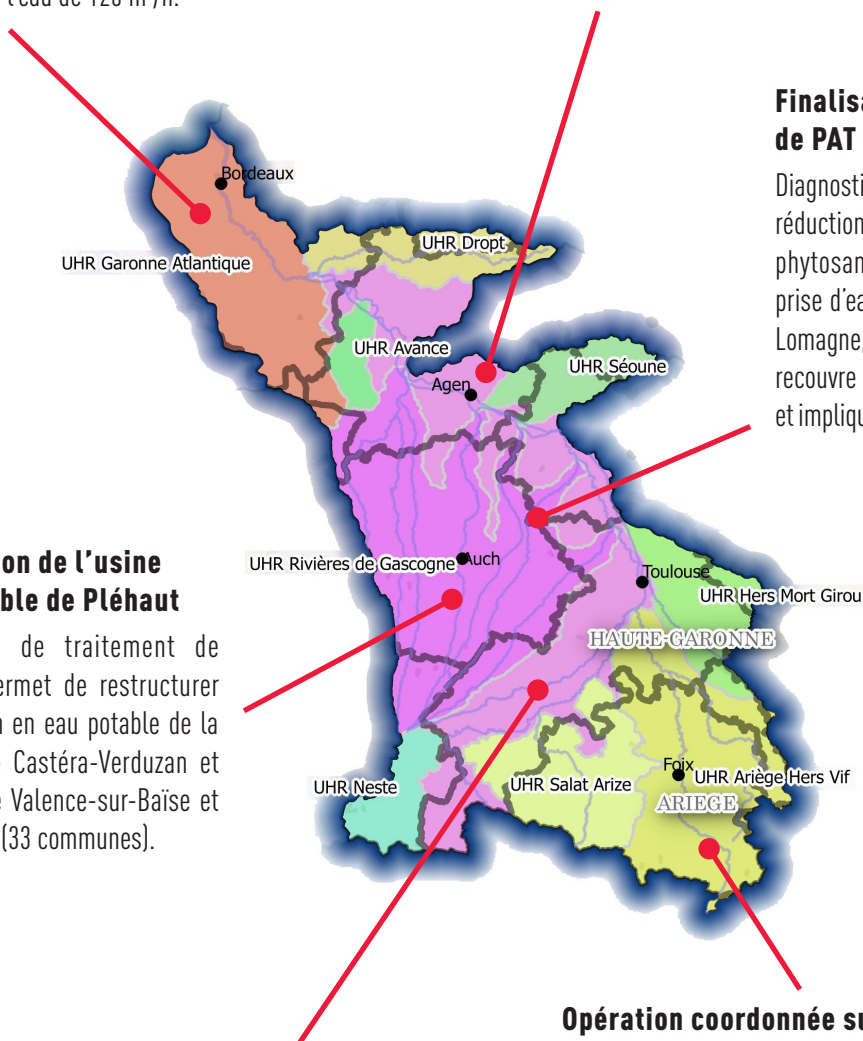 l'eau de 120 m³/h.
Finalisa
de PAT
Diagnosti
réduction
phytosan
prise d'ea
Lomagne,
recouvre
et impliqu
Bordeaux
UHR Dropt
UHR Garonne Atlantique
UHR Avance
UHR Séoune
Agen
on de l'usine
ble de Pléhaut
de traitement de
ermet de restructurer
n en eau potable de la
Castéra-Verduzan et
e Valence-sur-Baïse et
(33 communes).
UHR Rivières de Gascogne
Auch
Toulouse
UHR Hers Mort Girou
HAUTE-GARONNE
UHR Neste
UHR Salat Arize
Foix
UHR Ariège Hers Vif
ARIEGE
Opération coordonnée su